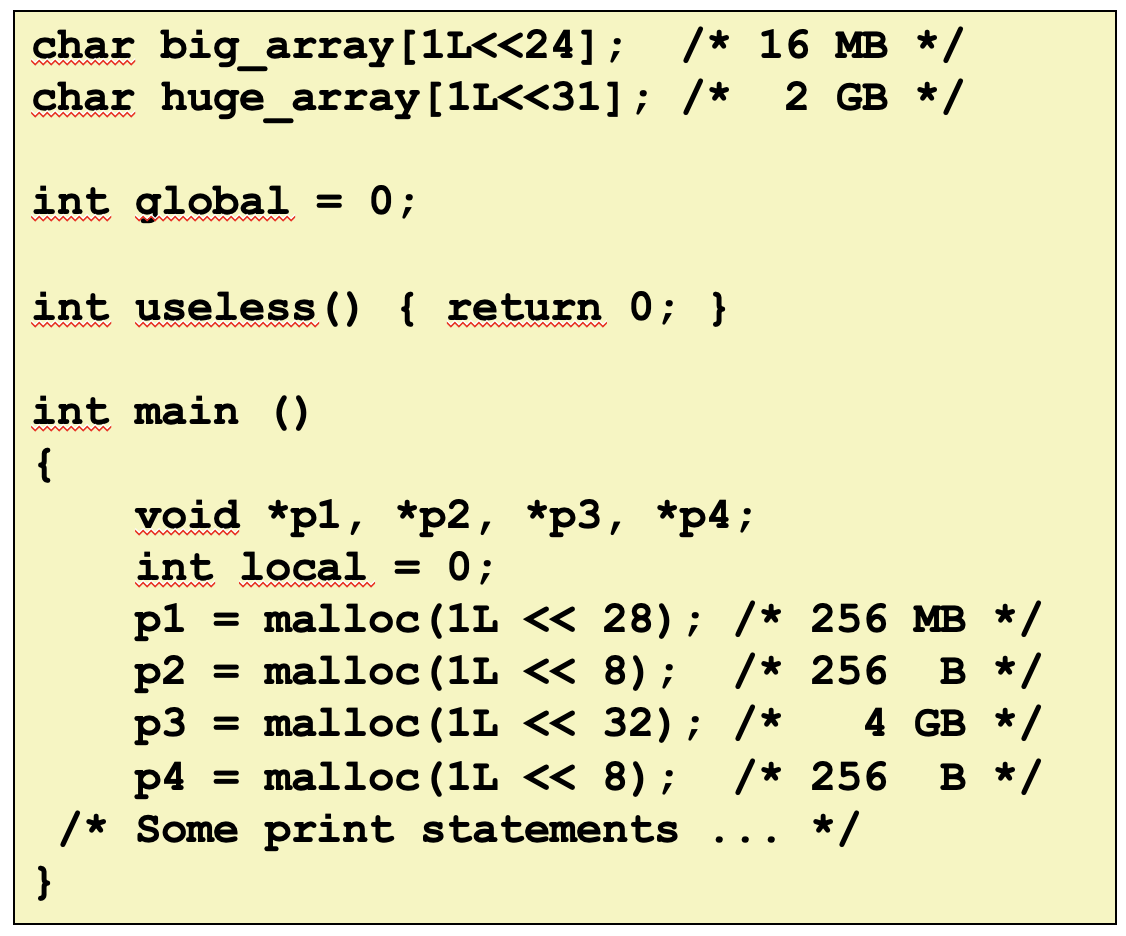 char big_array[1L<<24];  /* 16 MB */
char huge_array[1L<<31]; /*  2 GB */

int global = 0;

int useless() { return 0; }

int main ()
{
    void *p1, *p2, *p3, *p4;
    int local = 0;
    p1 = malloc(1L << 28); /* 256 MB */
    p2 = malloc(1L << 8);  /* 256  B */
    p3 = malloc(1L << 32); /*   4 GB */
    p4 = malloc(1L << 8);  /* 256  B */
 /* Some print statements ... */
}